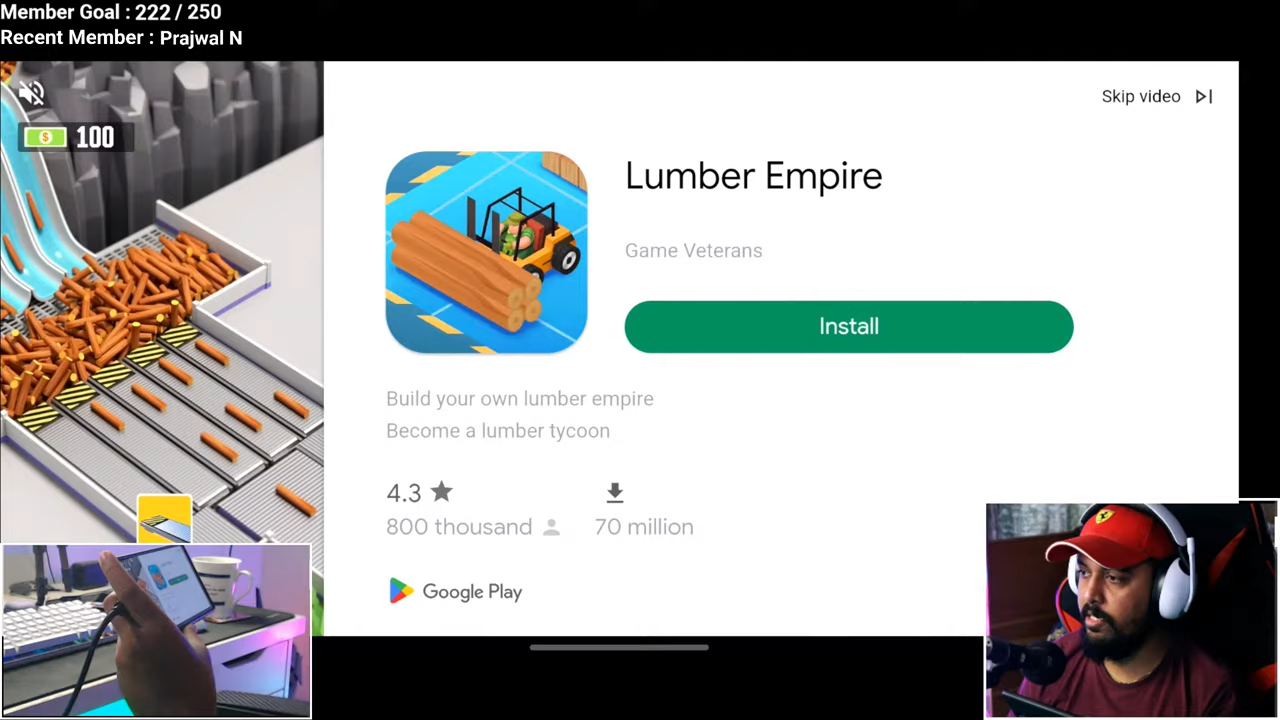 Member Goal : 222 / 250
Recent Member : Prajwal N
100
Skip video
Lumber Empire
Game Veterans
Install
Build your own lumber empire
Become a lumber tycoon
4.3
800 thousand
70 million
Google Play